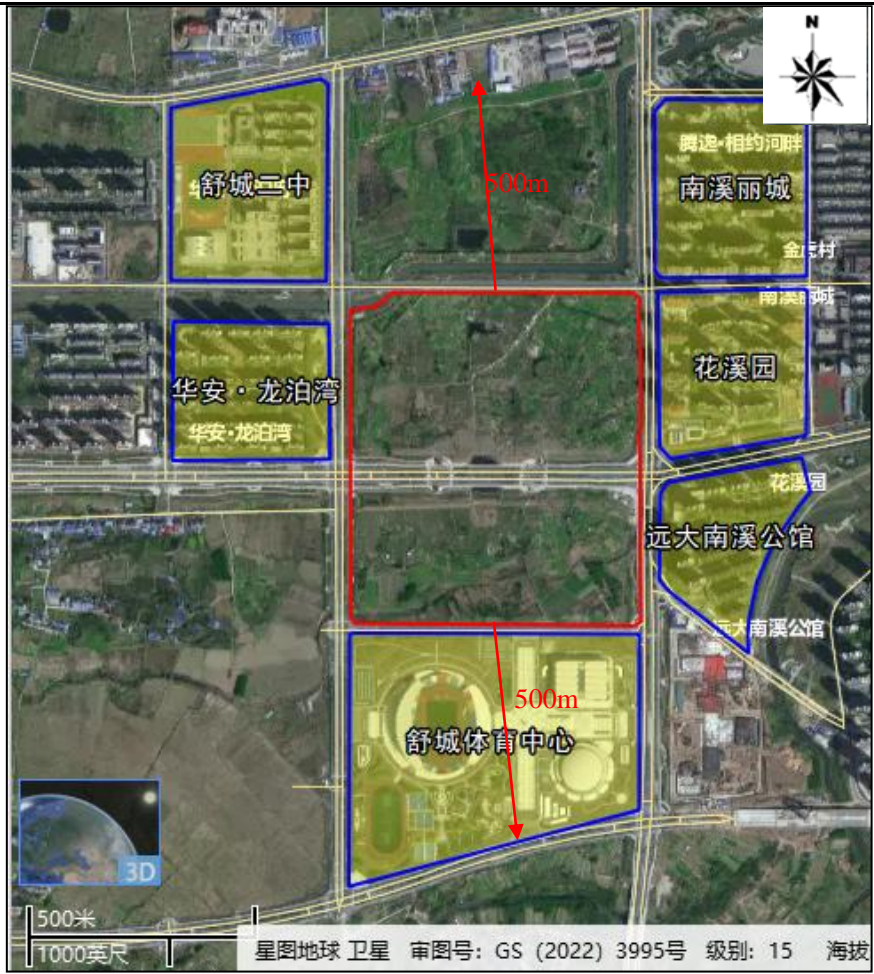 N
腾逸·相约河畔
舒城二中
华
南溪丽城
500m
金虎村
南溪丽城
花溪园
华安·龙泊湾
华安·龙泊湾
花溪园
远大南溪公馆
远大南溪公馆
500m
舒城体育中心
3D
500米
1000英尺
星图地球 卫星 审图号：GS（2022）3995号 级别：15 海拔